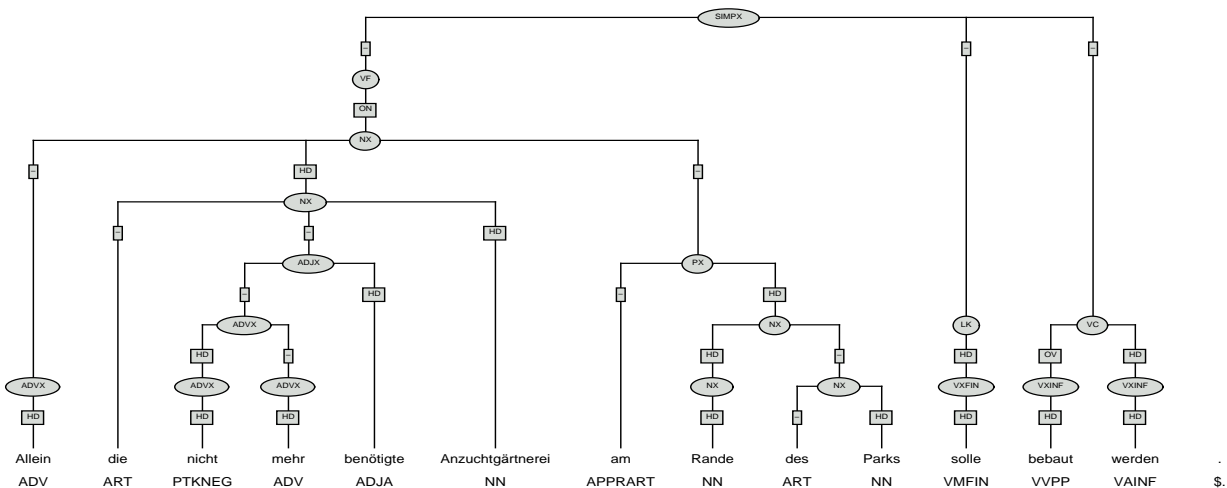 SIMPX
– – –
VF
ON
NX
– HD –
NX
– – HD
ADJX PX
– HD – HD
ADVX NX LK VC
HD – HD – HD OV HD
ADVX ADVX ADVX NX NX VXFIN VXINF VXINF
HD HD HD HD – HD HD HD HD
Allein die nicht mehr benötigte Anzuchtgärtnerei am Rande des Parks solle bebaut werden .
ADV ART PTKNEG ADV ADJA NN APPRART NN ART NN VMFIN VVPP VAINF $.